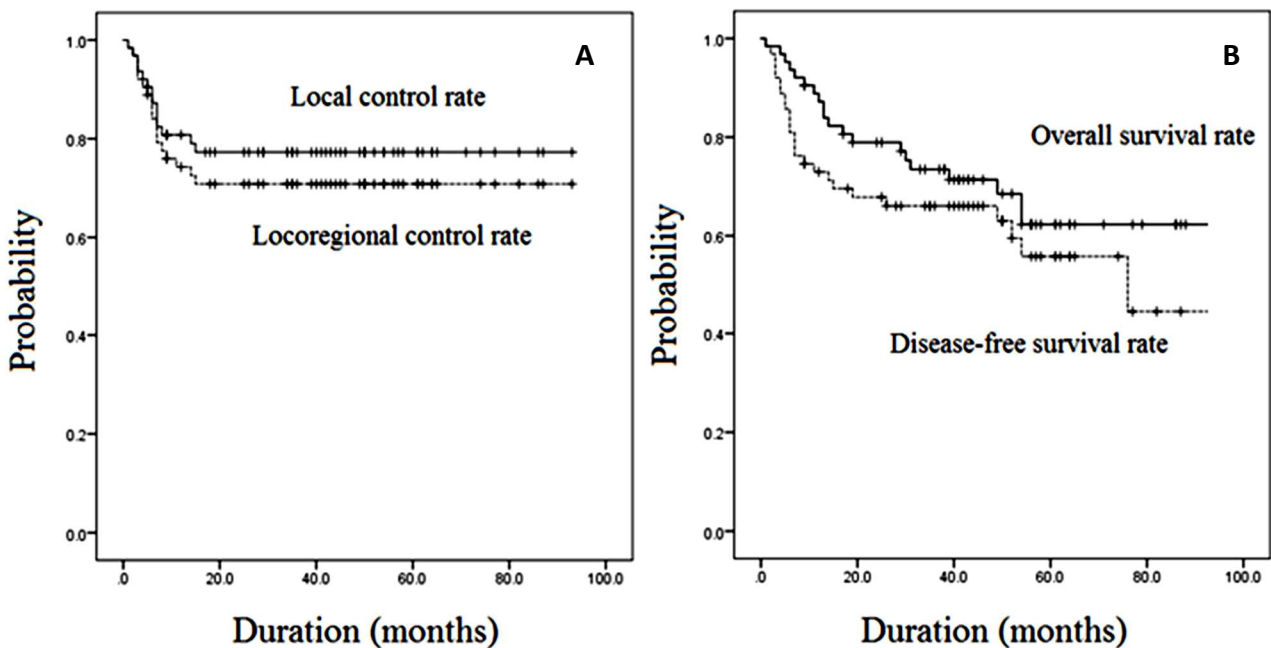 A
1.0
0.8
0.6
0.4
0.2
0.0
Probability
Local control rate
Locoregional control rate
.0 20.0 40.0 60.0 80.0 100.0
Duration (months)
B
1.0
0.8
0.6
0.4
0.2
0.0
Probability
Overall survival rate
Disease-free survival rate
.0 20.0 40.0 60.0 80.0 100.0
Duration (months)